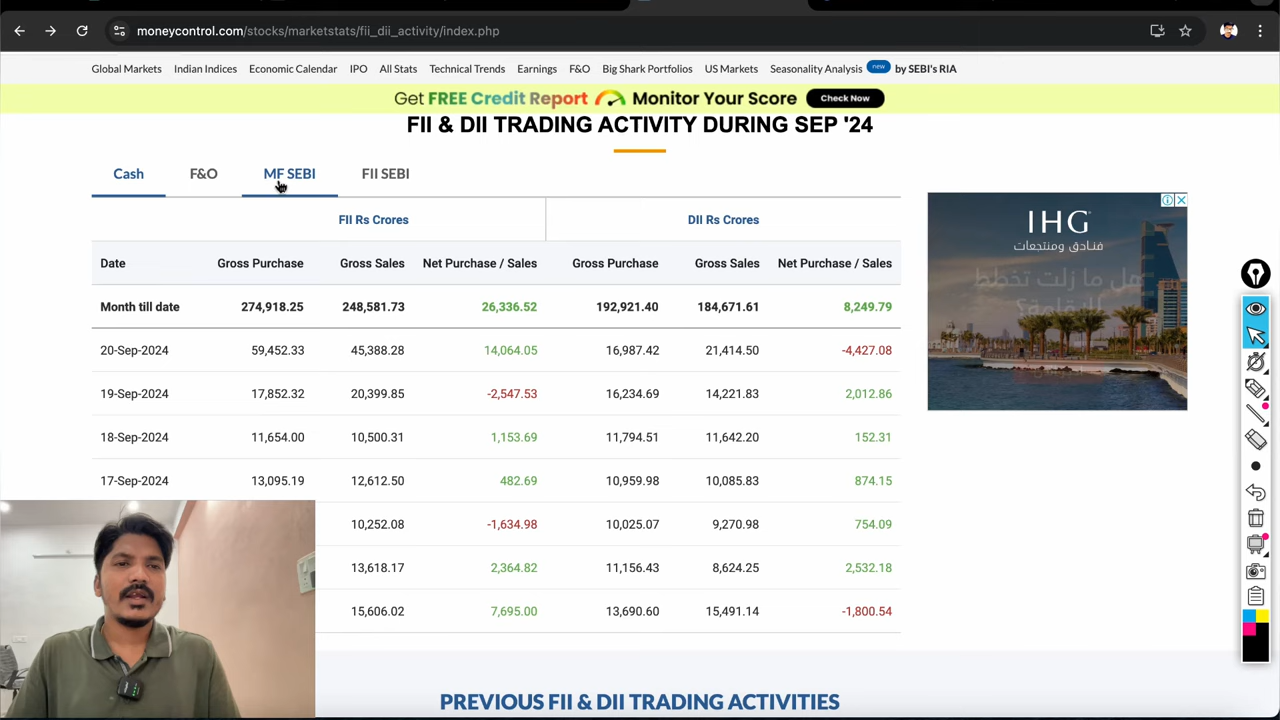 moneycontrol.com/stocks/marketstats/fii_dii_activity/index.php
Global Markets Indian Indices Economic Calendar IPO All Stats Technical Trends Earnings F&O Big Shark Portfolios US Markets Seasonality Analysis new by SEBI's RIA
Get FREE Credit Report Monitor Your Score Check Now
FII & DII TRADING ACTIVITY DURING SEP '24
Cash F&O MF SEBI FII SEBI
FII Rs Crores DII Rs Crores
Date Gross Purchase Gross Sales Net Purchase / Sales Gross Purchase Gross Sales Net Purchase / Sales
Month till date 274,918.25 248,581.73 26,336.52 192,921.40 184,671.61 8,249.79
20-Sep-2024 59,452.33 45,388.28 14,064.05 16,987.42 21,414.50 -4,427.08
19-Sep-2024 17,852.32 20,399.85 -2,547.53 16,234.69 14,221.83 2,012.86
18-Sep-2024 11,654.00 10,500.31 1,153.69 11,794.51 11,642.20 152.31
17-Sep-2024 13,095.19 12,612.50 482.69 10,959.98 10,085.83 874.15
10,252.08 -1,634.98 10,025.07 9,270.98 754.09
13,618.17 2,364.82 11,156.43 8,624.25 2,532.18
15,606.02 7,695.00 13,690.60 15,491.14 -1,800.54
IHG
فنادق ومنتجعات
هل ما زلت تخطط
للإقامة؟
PREVIOUS FII & DII TRADING ACTIVITIES